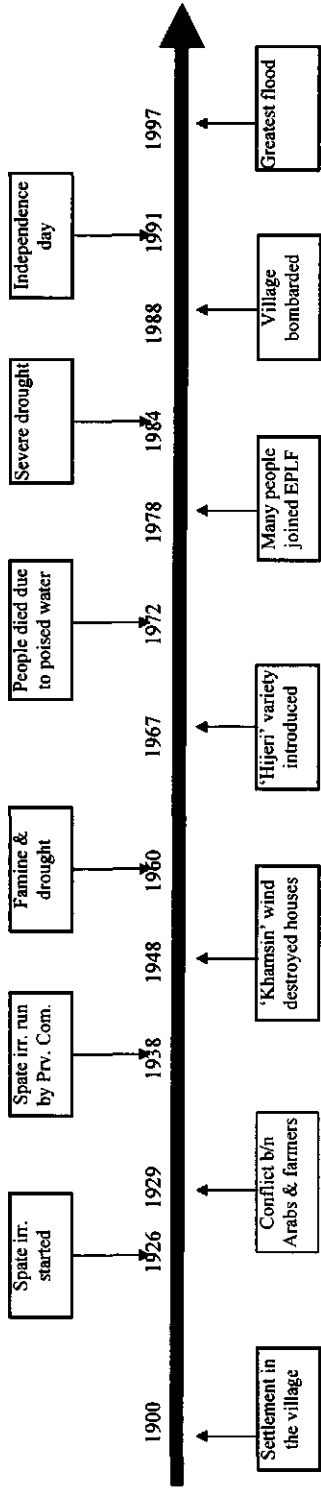 Spate irr.
started
Spate irr. run
by Prv. Com.
Famine &
drought
People died due
to poised water
Severe drought
Independence
day
1900 1926 1929 1938 1948 1960 1967 1972 1978 1984 1988 1991 1997
Settlement in
the village
Conflict b/n
Arabs & farmers
'Khamsin' wind
destroyed houses
'Hijeri' variety
introduced
Many people
joined EPLF
Village
bombarded
Greatest flood